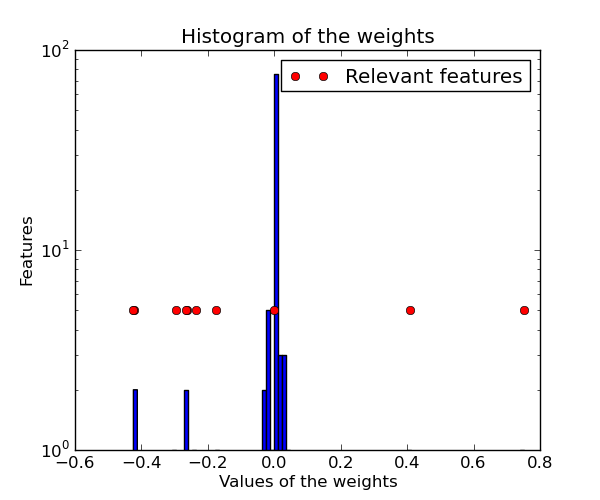 Histogram of the weights
Relevant features
10²
10¹
10⁰
Features
−0.6 −0.4 −0.2 0.0 0.2 0.4 0.6 0.8
Values of the weights